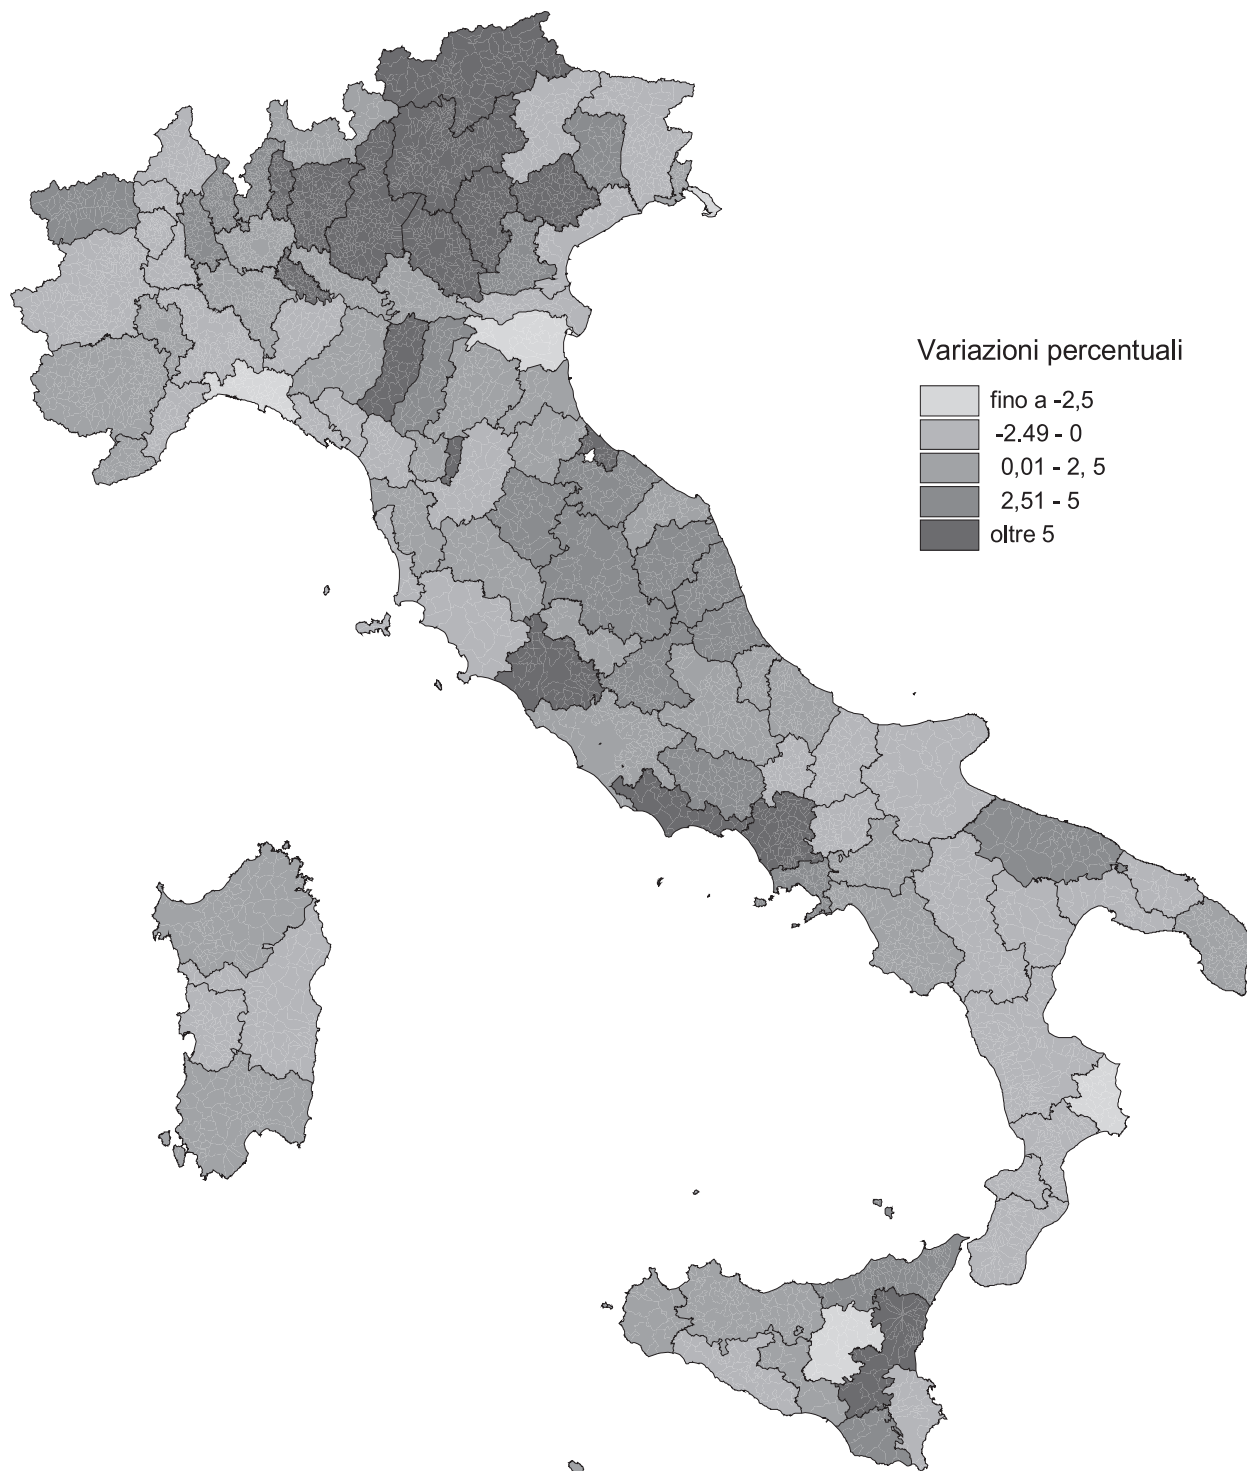 Variazioni percentuali
fino a -2,5
-2.49 - 0
0,01 - 2, 5
2,51 - 5
oltre 5